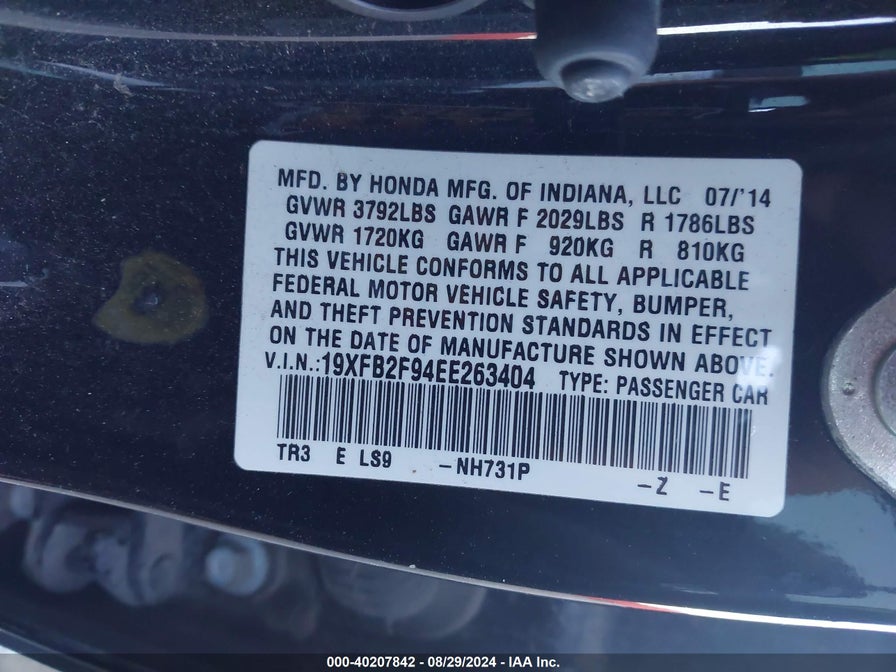 MFD. BY HONDA MFG. OF INDIANA, LLC 07/'14
GVWR 3792LBS GAWR F 2029LBS R 1786LBS
GVWR 1720KG GAWR F 920KG R 810KG
THIS VEHICLE CONFORMS TO ALL APPLICABLE
FEDERAL MOTOR VEHICLE SAFETY, BUMPER,
AND THEFT PREVENTION STANDARDS IN EFFECT
ON THE DATE OF MANUFACTURE SHOWN ABOVE.
V.I.N.:19XFB2F94EE263404 TYPE: PASSENGER CAR
TR3 E LS9 -NH731P
-Z -E
000-40207842 - 08/29/2024 - IAA Inc.